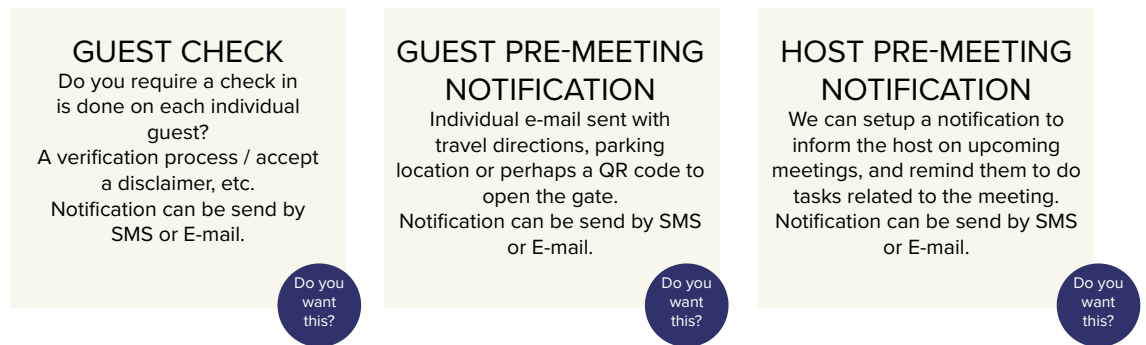 GUEST CHECK
Do you require a check in
is done on each individual
guest?
A verification process / accept
a disclaimer, etc.
Notification can be send by
SMS or E-mail.
Do you
want
this?
GUEST PRE-MEETING
NOTIFICATION
Individual e-mail sent with
travel directions, parking
location or perhaps a QR code to
open the gate.
Notification can be send by SMS
or E-mail.
Do you
want
this?
HOST PRE-MEETING
NOTIFICATION
We can setup a notification to
inform the host on upcoming
meetings, and remind them to do
tasks related to the meeting.
Notification can be send by SMS
or E-mail.
Do you
want
this?